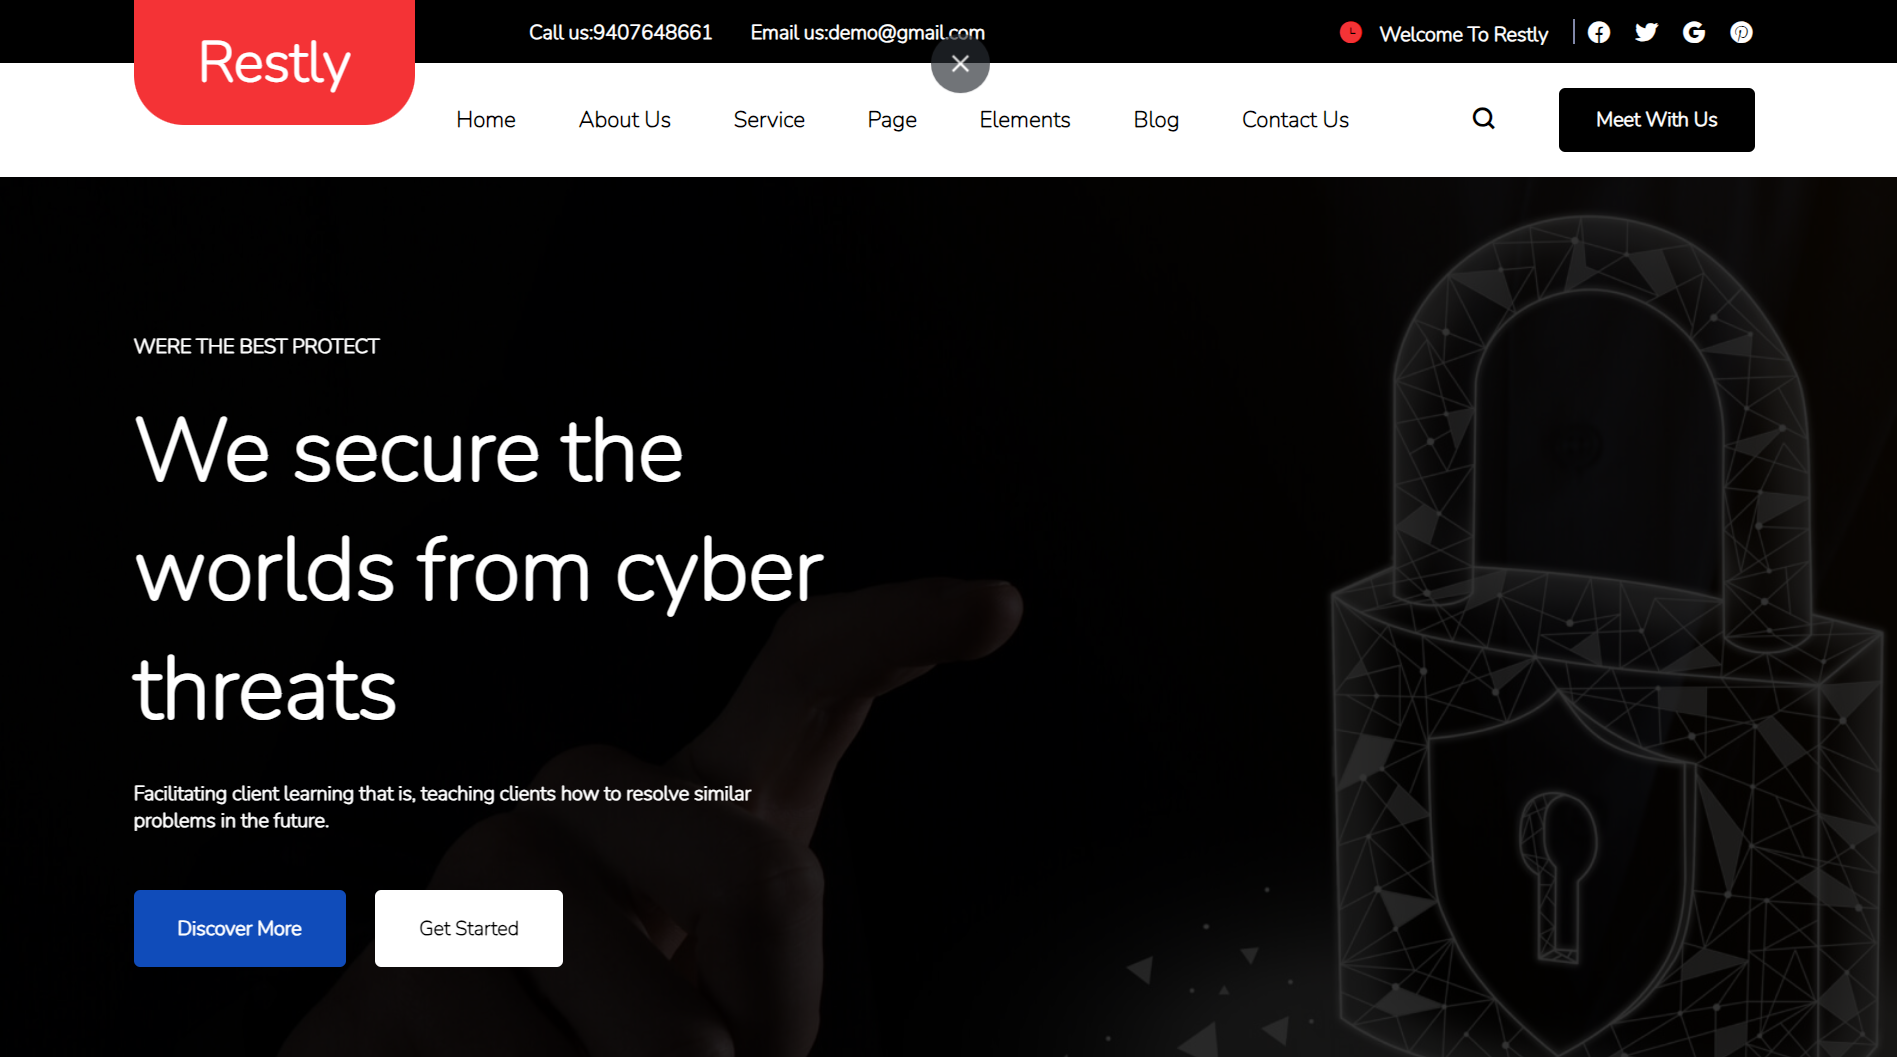 Restly
Call us:9407648661
Email us:demo@gmail.com
Welcome To Restly
Home
About Us
Service
Page
Elements
Blog
Contact Us
Meet With Us
WERE THE BEST PROTECT
We secure the
worlds from cyber
threats
Facilitating client learning that is, teaching clients how to resolve similar
problems in the future.
Discover More
Get Started